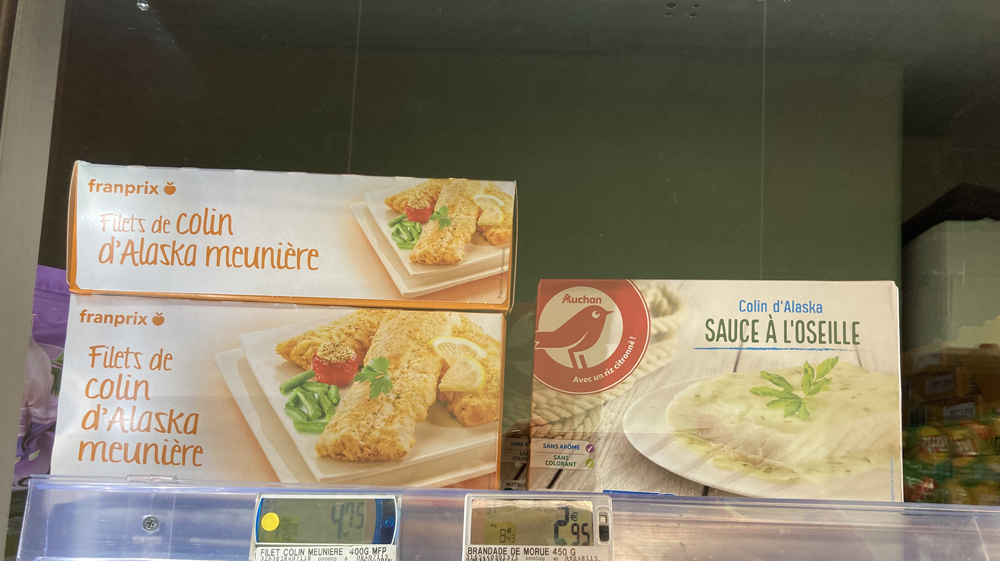 franprix
Filets de colin
d'Alaska meunière
franprix
Filets de
colin
d'Alaska
meunière
Auchan
Avec un riz citronné !
Colin d'Alaska
SAUCE À L'OSEILLE
SANS ARÔME
SANS
COLORANT
4.75
FILET COLIN MEUNIERE 400G MFP
2€95
BRANDADE DE MORUE 450 G